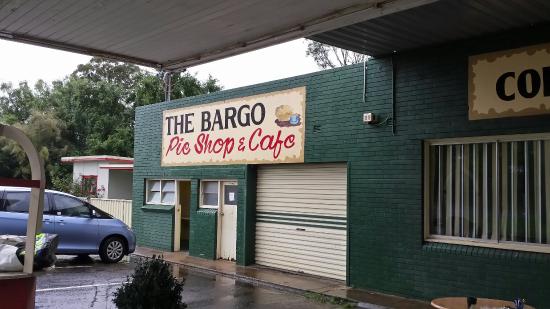 THE BARGO
Pie Shop & Cafe
CO